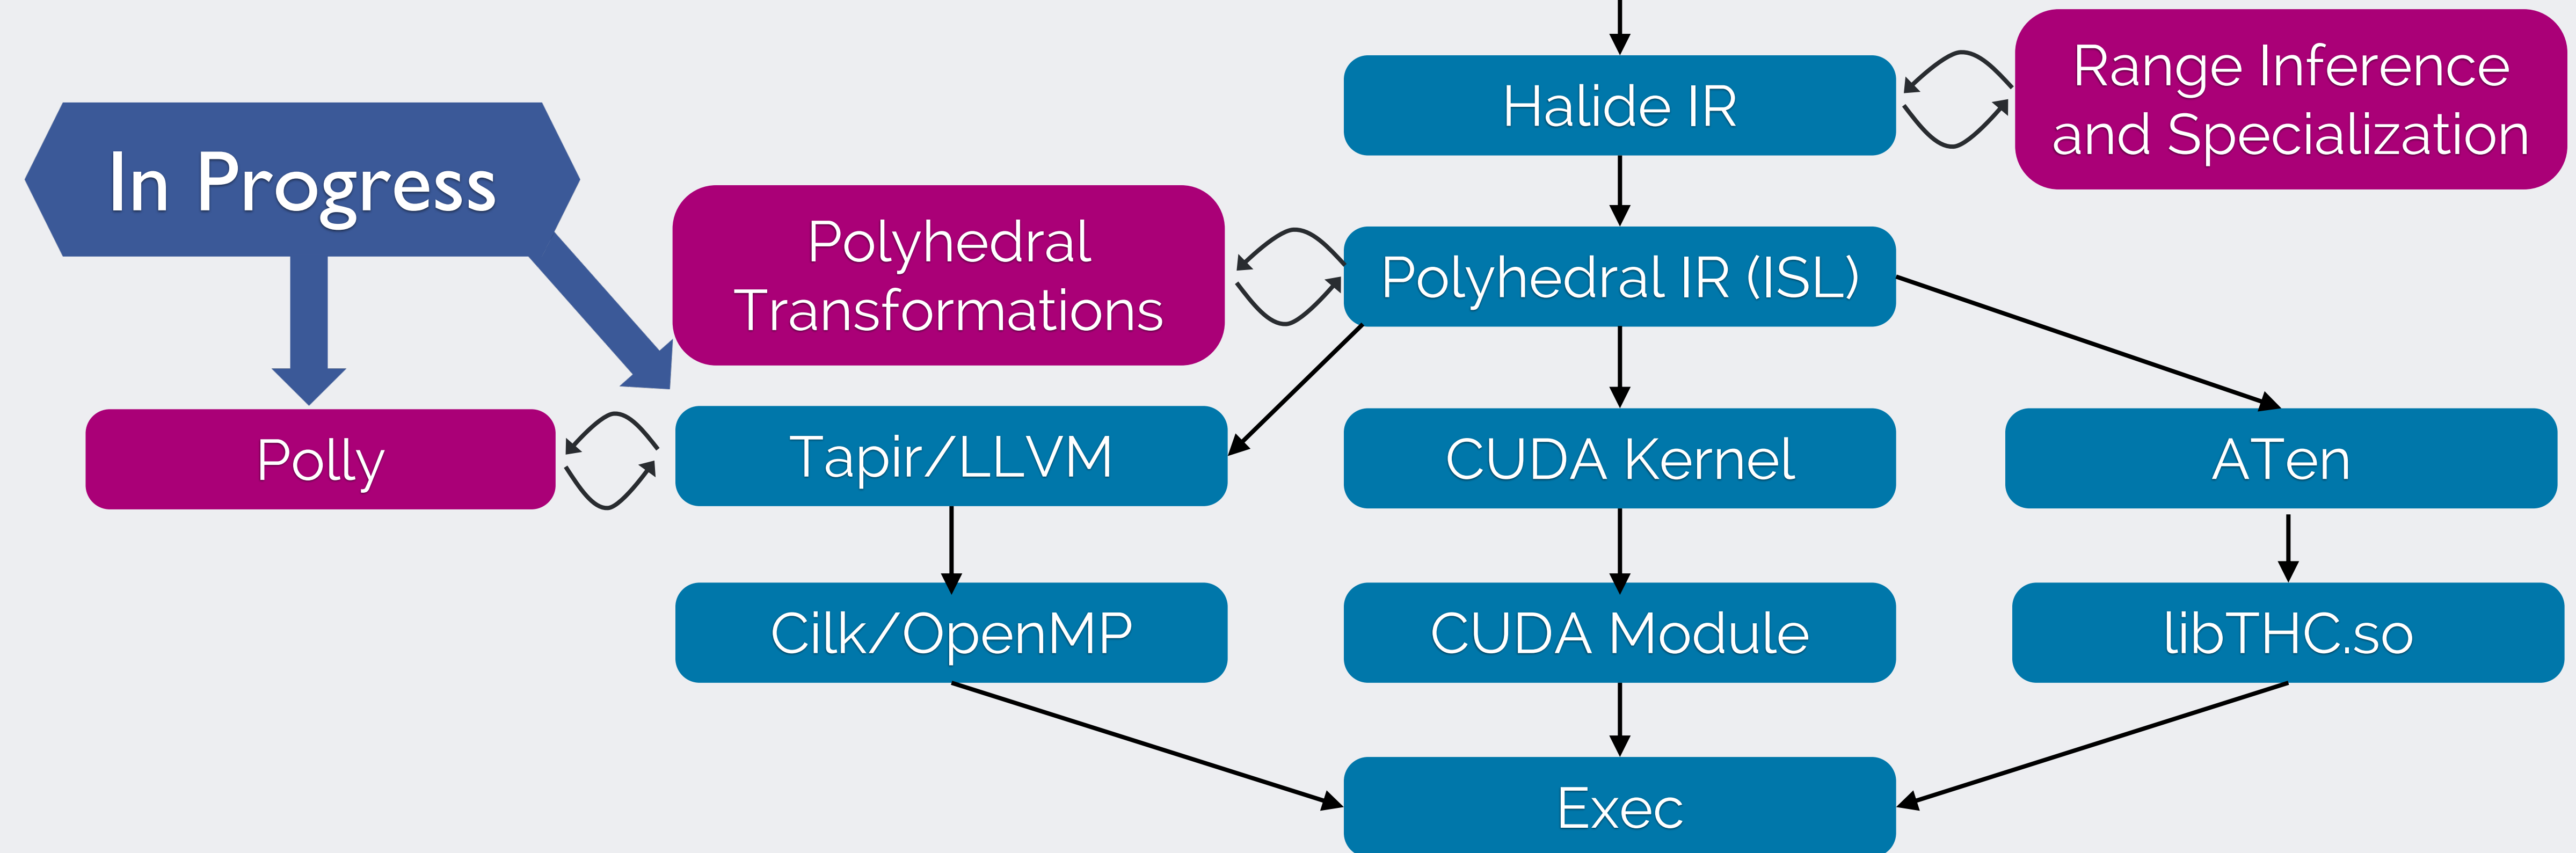 Halide IR
Range Inference
and Specialization
In Progress
Polyhedral
Transformations
Polyhedral IR (ISL)
Polly
Tapir/LLVM
CUDA Kernel
ATen
Cilk/OpenMP
CUDA Module
libTHC.so
Exec